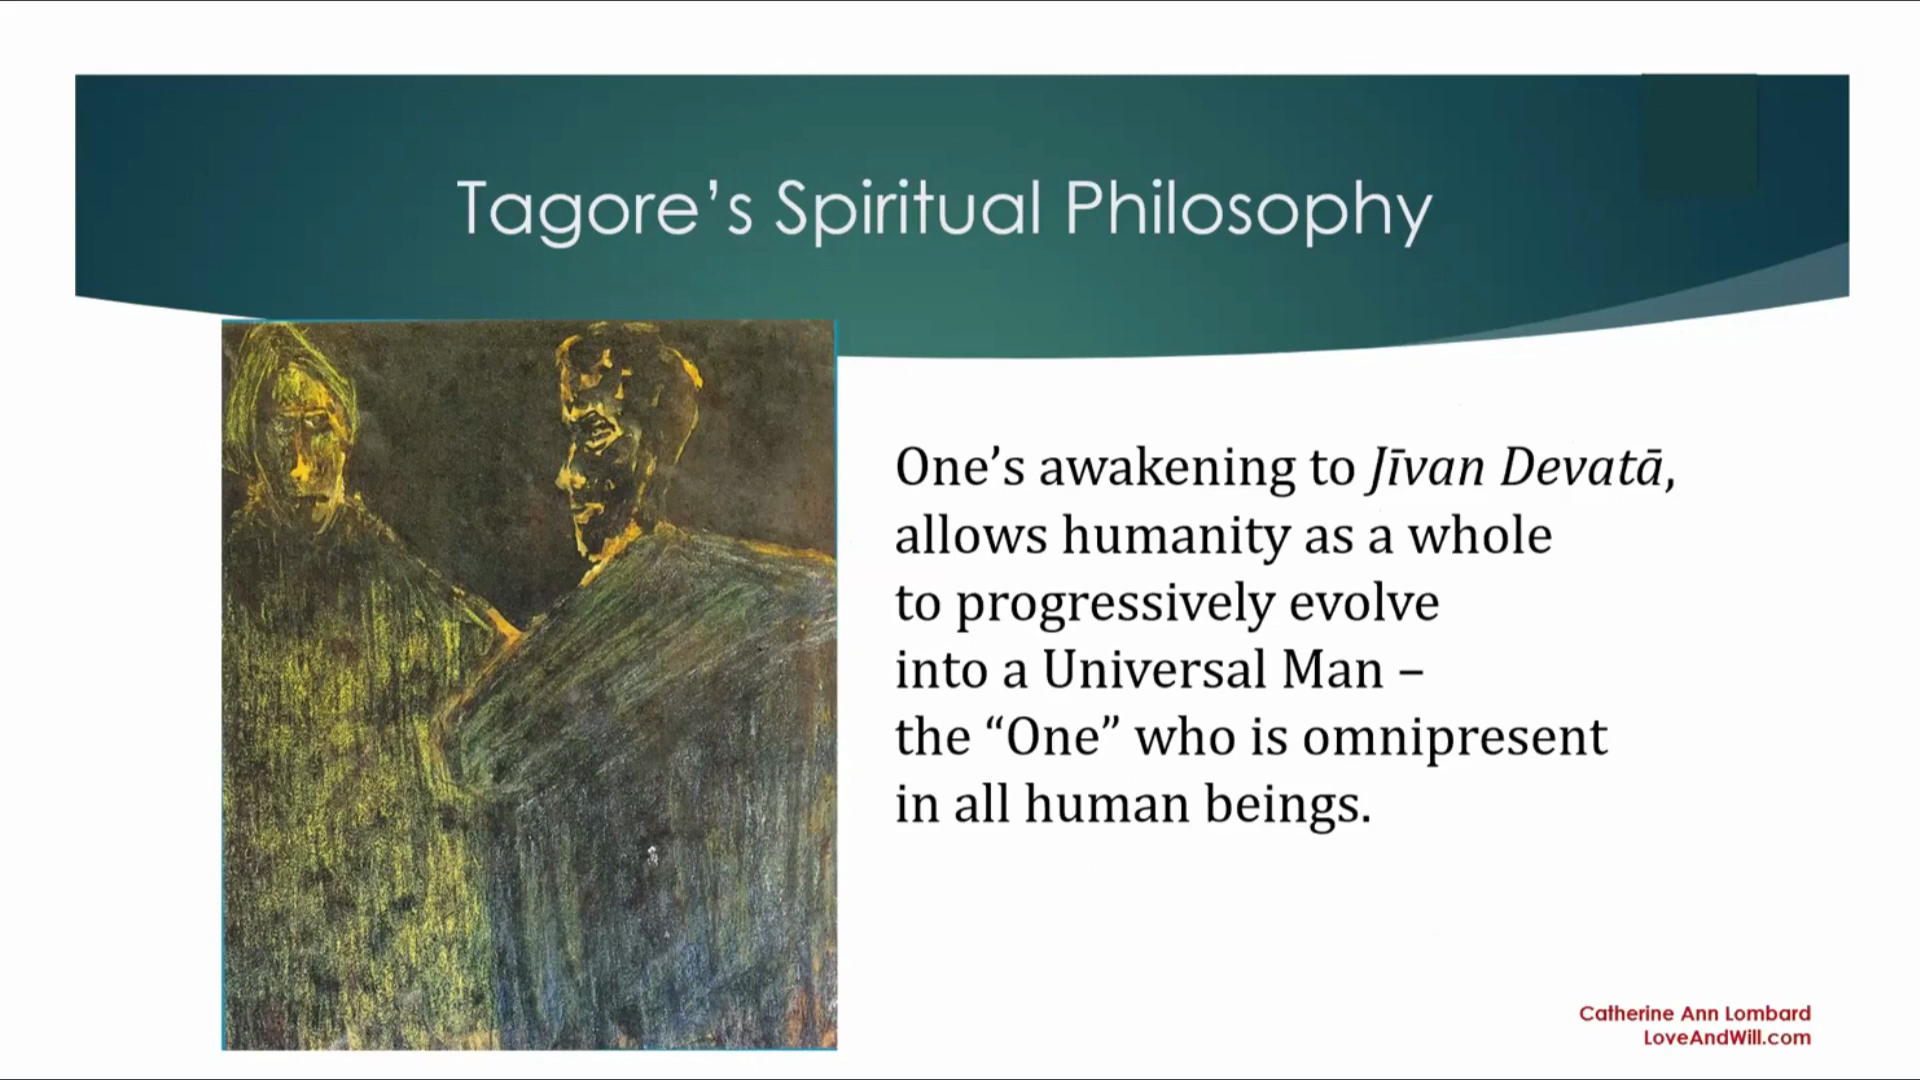 Tagore’s Spiritual Philosophy
One’s awakening to Jīvan Devatā,
allows humanity as a whole
to progressively evolve
into a Universal Man –
the “One” who is omnipresent
in all human beings.
Catherine Ann Lombard
LoveAndWill.com